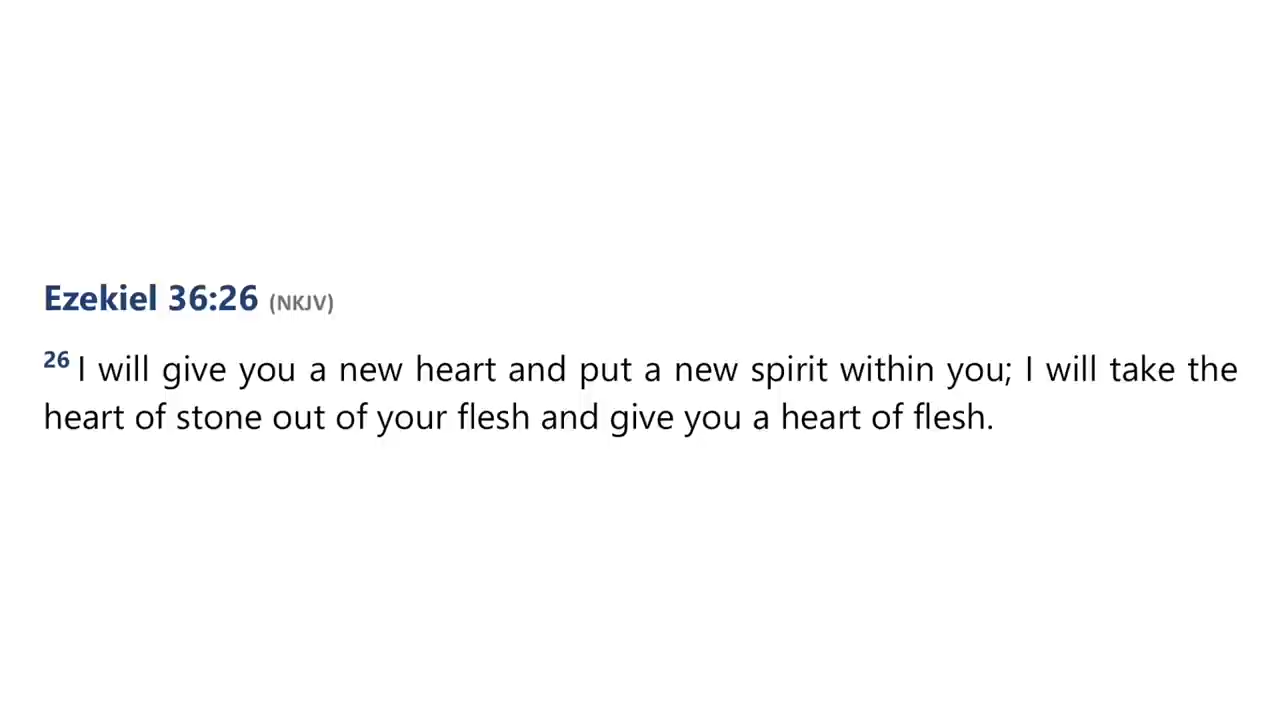 Ezekiel 36:26 (NKJV)
26 I will give you a new heart and put a new spirit within you; I will take the
heart of stone out of your flesh and give you a heart of flesh.